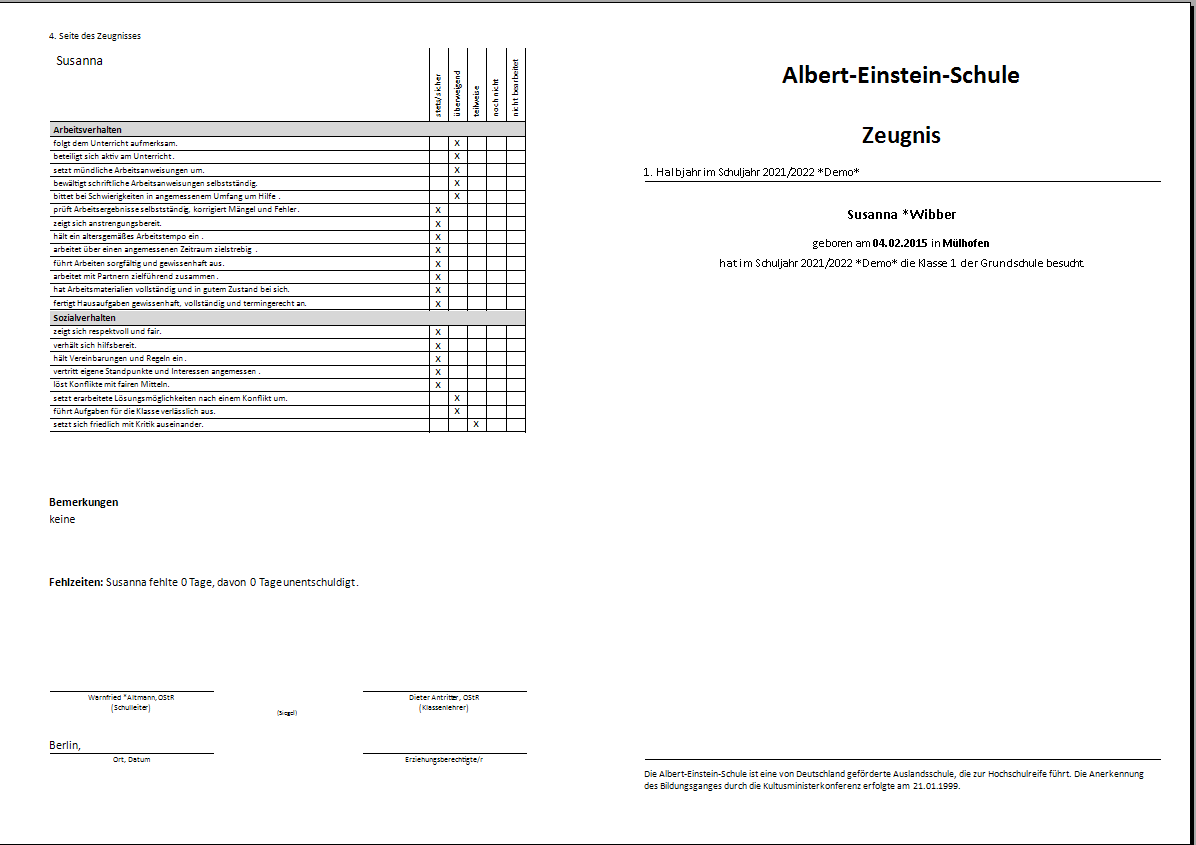 4. Seite des Zeugnisses
Susanna
stets/sicher
überwiegend
teilweise
noch nicht
nicht bearbeitet
Arbeitsverhalten
folgt dem Unterricht aufmerksam. X
beteiligt sich aktiv am Unterricht. X
setzt mündliche Arbeitsanweisungen um. X
bewältigt schriftliche Arbeitsanweisungen selbstständig. X
bittet bei Schwierigkeiten in angemessenem Umfang um Hilfe. X
prüft Arbeitsergebnisse selbstständig, korrigiert Mängel und Fehler. X
zeigt sich anstrengungsbereit. X
hält ein altersgemäßes Arbeitstempo ein. X
arbeitet über einen angemessenen Zeitraum zielstrebig. X
führt Arbeiten sorgfältig und gewissenhaft aus. X
arbeitet mit Partnern zielführend zusammen. X
hat Arbeitsmaterialien vollständig und in gutem Zustand bei sich. X
fertigt Hausaufgaben gewissenhaft, vollständig und termingerecht an. X
Sozialverhalten
zeigt sich respektvoll und fair. X
verhält sich hilfsbereit. X
hält Vereinbarungen und Regeln ein. X
vertritt eigene Standpunkte und Interessen angemessen. X
löst Konflikte mit fairen Mitteln. X
setzt erarbeitete Lösungsmöglichkeiten nach einem Konflikt um. X
führt Aufgaben für die Klasse verlässlich aus. X
setzt sich friedlich mit Kritik auseinander. X
Bemerkungen
keine
Fehlzeiten: Susanna fehlte 0 Tage, davon 0 Tage unentschuldigt.
Warnfried *Altmann, OStR
(Schulleiter)
(Siegel)
Dieter Antritter, OStR
(Klassenlehrer)
Berlin,
Ort, Datum
Erziehungsberechtigte/r
Albert-Einstein-Schule
Zeugnis
1. Halbjahr im Schuljahr 2021/2022 *Demo*
Susanna *Wibber
geboren am 04.02.2015 in Mülhofen
hat im Schuljahr 2021/2022 *Demo* die Klasse 1 der Grundschule besucht.
Die Albert-Einstein-Schule ist eine von Deutschland geförderte Auslandsschule, die zur Hochschulreife führt. Die Anerkennung
des Bildungsganges durch die Kultusministerkonferenz erfolgte am 21.01.1999.